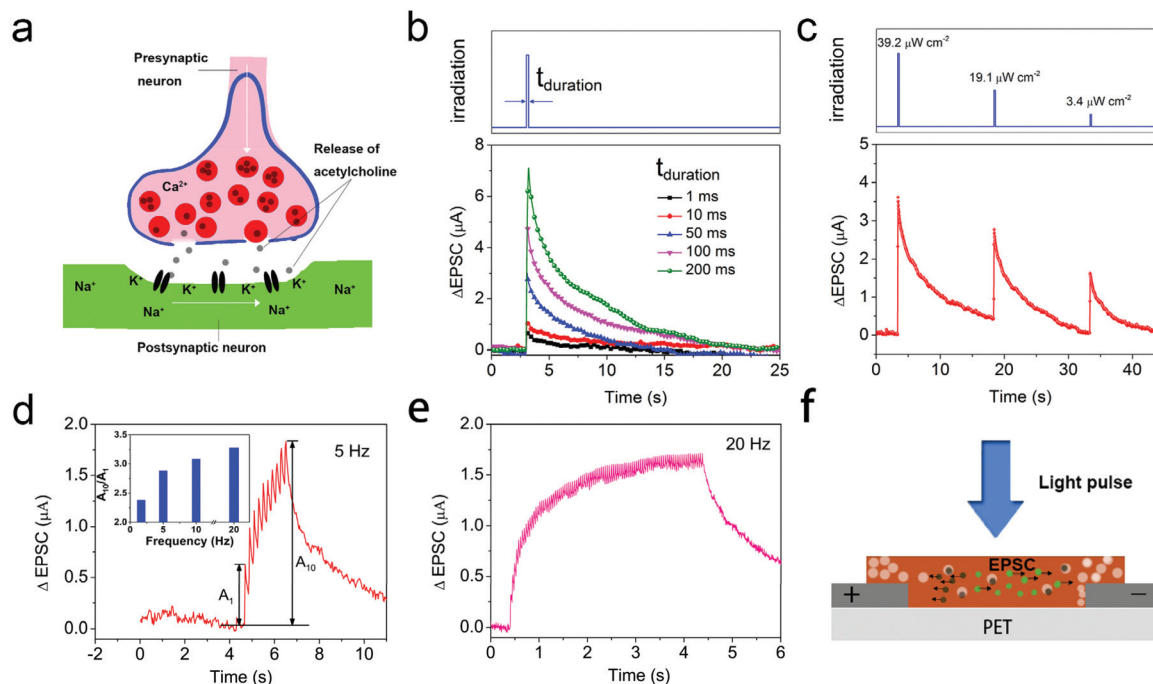 a
Presynaptic
neuron
Ca²⁺
Release of
acetylcholine
Na⁺
K⁺
K⁺
K⁺
K⁺
Na⁺
Na⁺
Na⁺
Postsynaptic neuron
b
irradiation
tduration
ΔEPSC (μA)
8
6
4
2
0
tduration
1 ms
10 ms
50 ms
100 ms
200 ms
0 5 10 15 20 25
Time (s)
c
irradiation
39.2 μW cm⁻²
19.1 μW cm⁻²
3.4 μW cm⁻²
ΔEPSC (μA)
5
4
3
2
1
0
0 10 20 30 40
Time (s)
d
Δ EPSC (μA)
2.0
1.5
1.0
0.5
0.0
5 Hz
A₁₀/A₁
3.5
3.0
2.5
2.0
0 5 10 20
Frequency (Hz)
A₁
A₁₀
-2 0 2 4 6 8 10
Time (s)
e
Δ EPSC (μA)
2.0
1.5
1.0
0.5
0.0
20 Hz
0 1 2 3 4 5 6
Time (s)
f
Light pulse
EPSC
+
−
PET